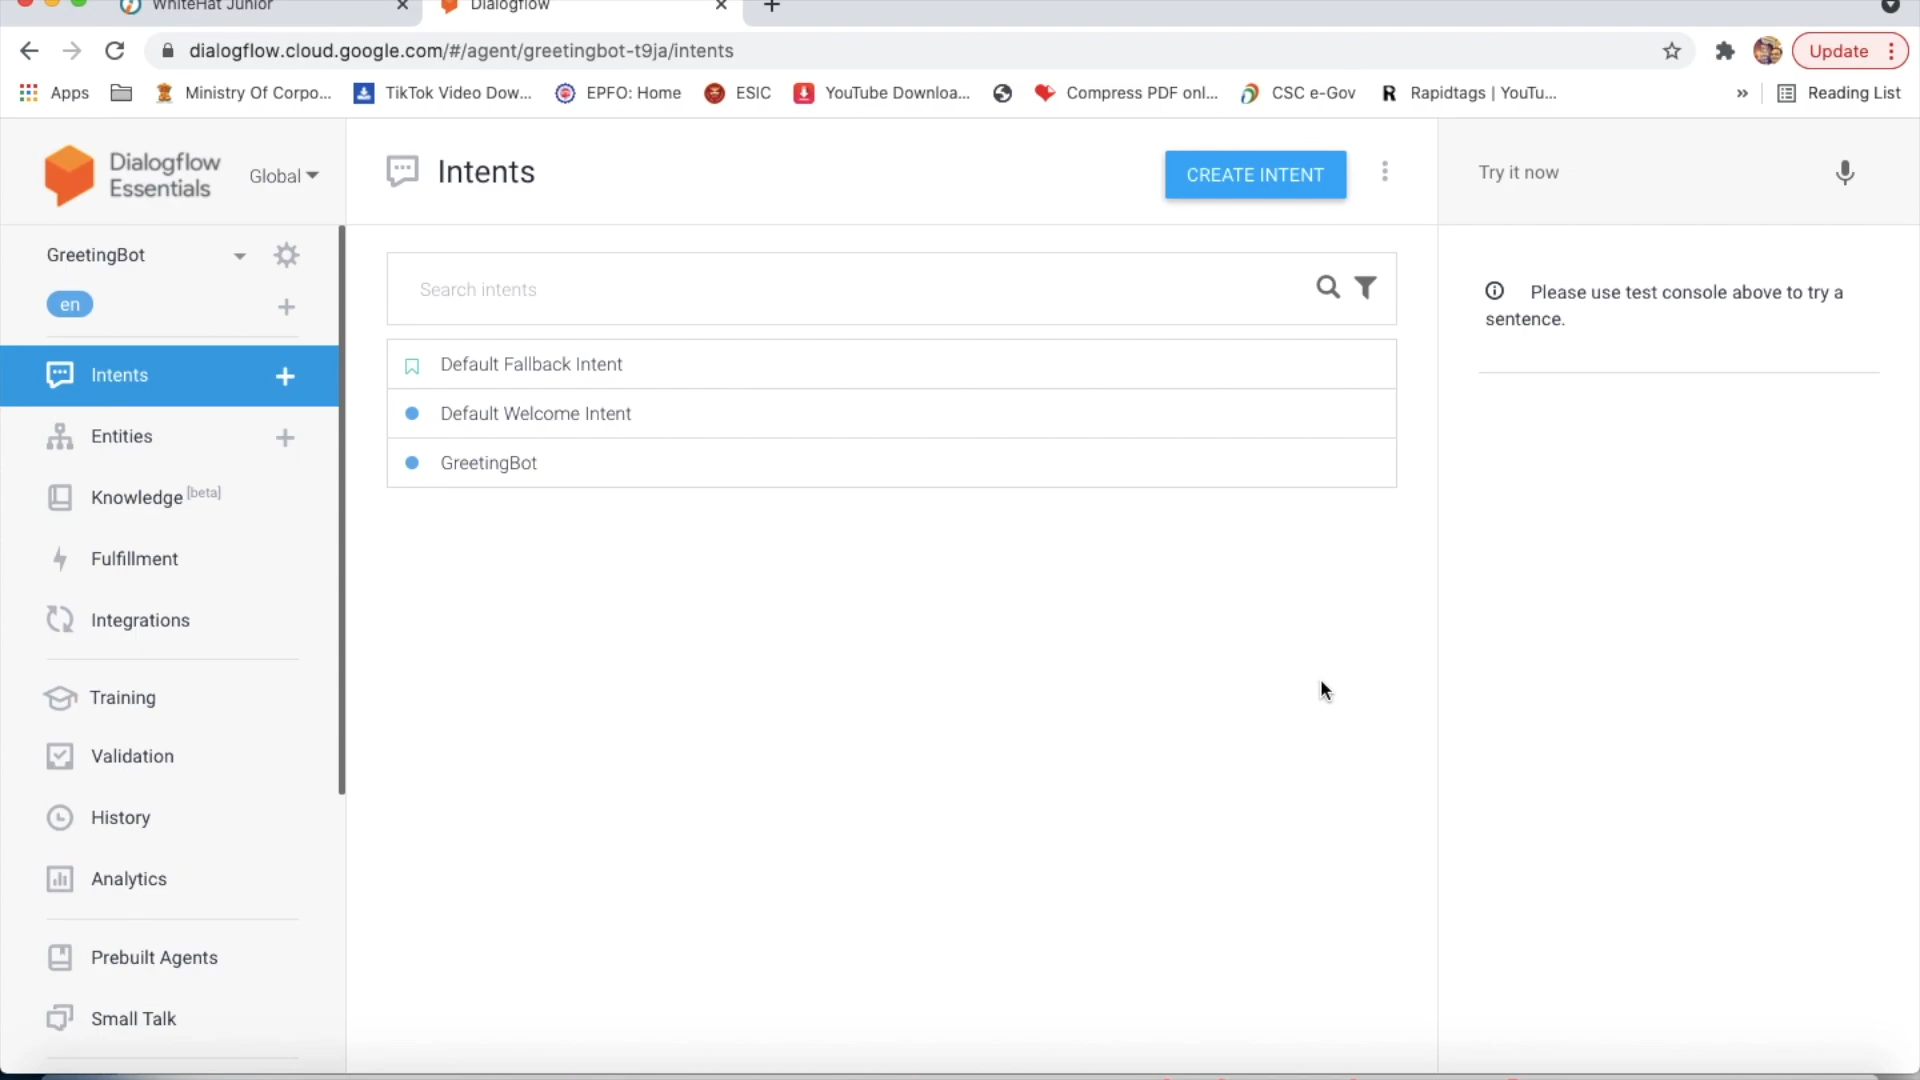 WhiteHat Junior
Dialogflow
dialogflow.cloud.google.com/#/agent/greetingbot-t9ja/intents
Update
Apps
Ministry Of Corpo...
TikTok Video Dow...
EPFO: Home
ESIC
YouTube Downloa...
Compress PDF onl...
CSC e-Gov
Rapidtags | YouTu...
»
Reading List
Dialogflow
Essentials
Global
Intents
CREATE INTENT
Try it now
GreetingBot
en
Search intents
Please use test console above to try a
sentence.
Intents
Default Fallback Intent
Default Welcome Intent
GreetingBot
Entities
Knowledge [beta]
Fulfillment
Integrations
Training
Validation
History
Analytics
Prebuilt Agents
Small Talk